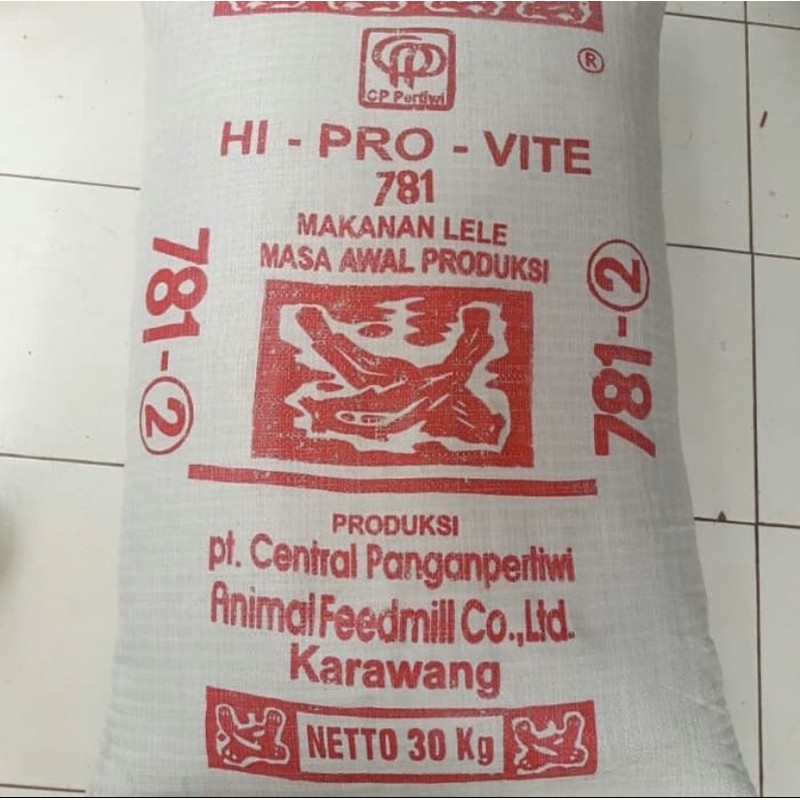 CP Pertiwi
®
HI - PRO - VITE
781
MAKANAN LELE
MASA AWAL PRODUKSI
781-2
781-2
PRODUKSI
pt. Central Panganpertiwi
Animal Feedmill Co.,Ltd.
Karawang
NETTO 30 Kg